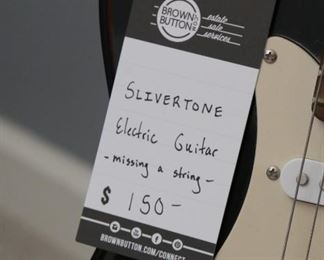 BROWN
BUTTON
estate
sale
services
SLIVERTONE
Electric Guitar
- missing a string -
$ 150 -
BROWNBUTTON.COM/CONNECT